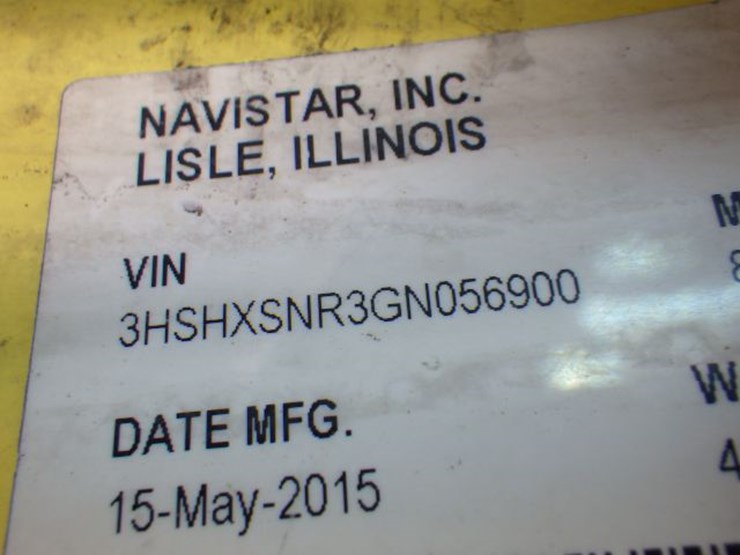 NAVISTAR, INC.
LISLE, ILLINOIS
VIN
3HSHXSNR3GN056900
DATE MFG.
15-May-2015